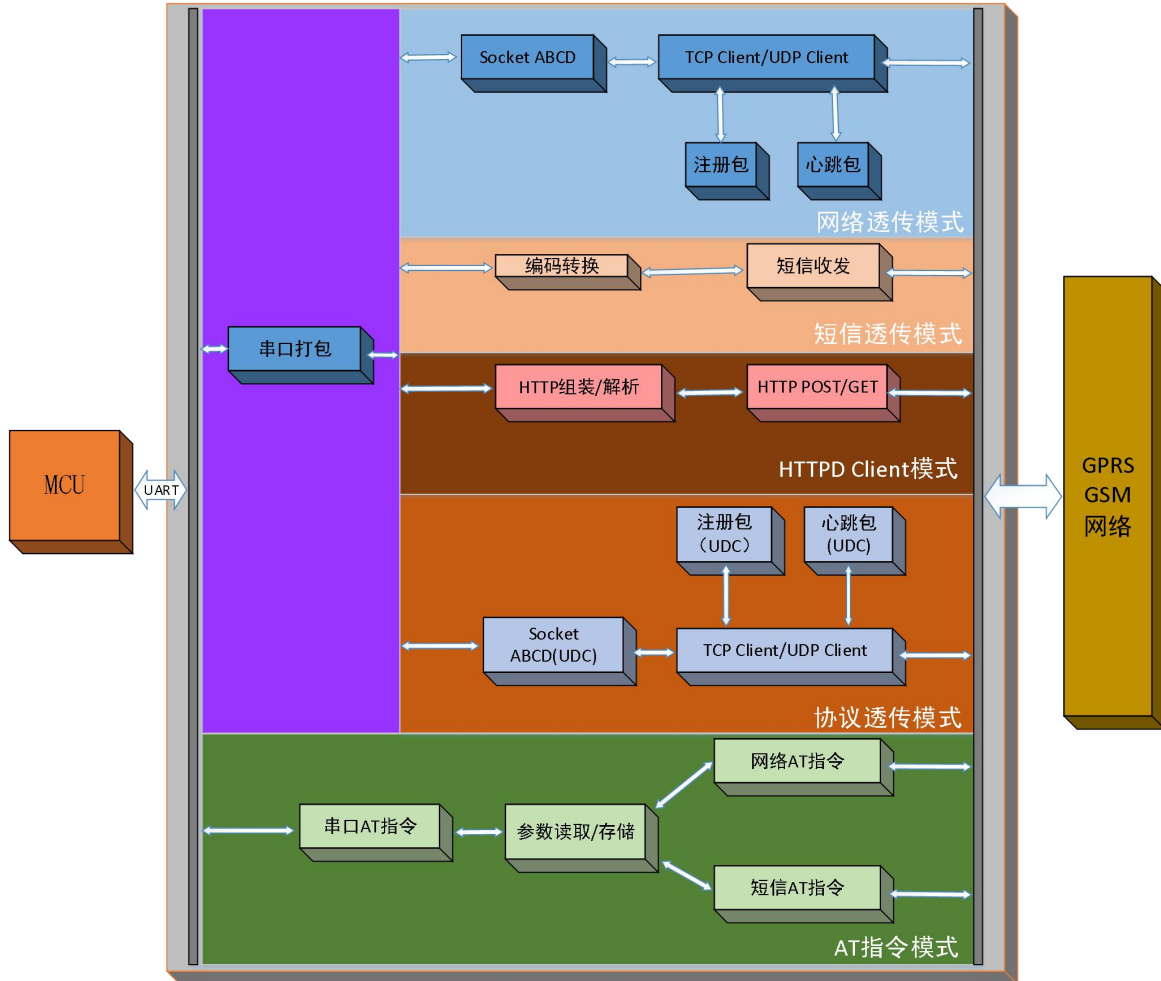 Socket ABCD
TCP Client/UDP Client
注册包
心跳包
网络透传模式
编码转换
短信收发
短信透传模式
串口打包
HTTP组装/解析
HTTP POST/GET
HTTPD Client模式
MCU
UART
GPRS
GSM
网络
注册包
（UDC）
心跳包
(UDC)
Socket
ABCD(UDC)
TCP Client/UDP Client
协议透传模式
网络AT指令
串口AT指令
参数读取/存储
短信AT指令
AT指令模式